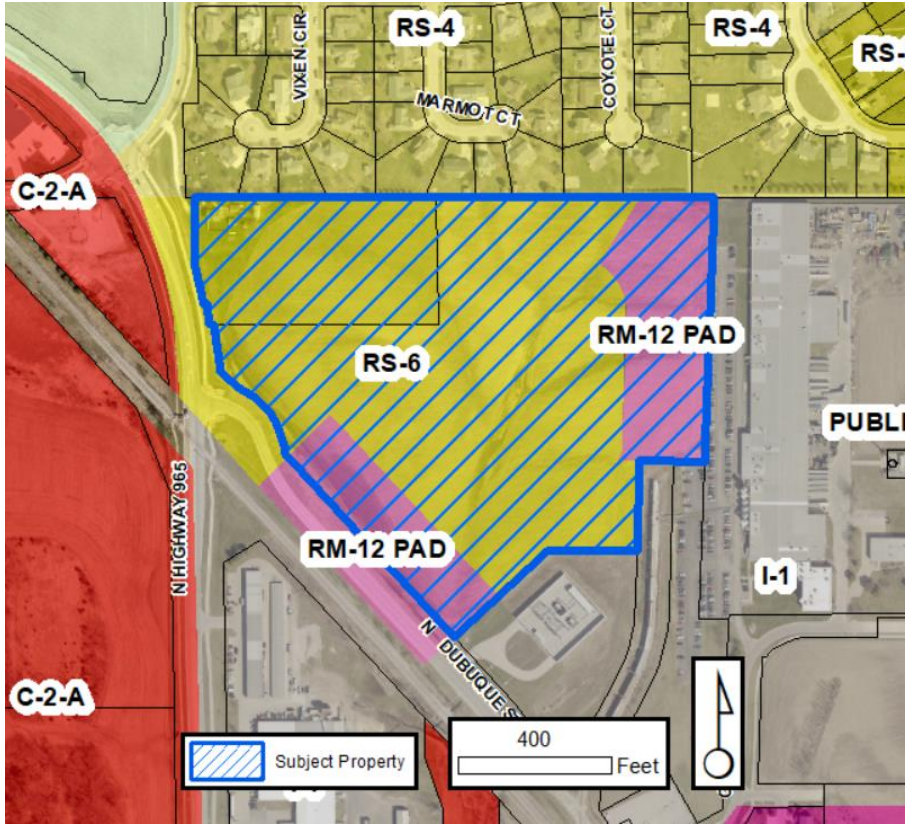 RS-4
RS-4
RS-
VIXEN CIR
MARMOT CT
COYOTE CT
C-2-A
RM-12 PAD
RS-6
PUBLI
N HIGHWAY 965
RM-12 PAD
I-1
N DUBUQUE S
C-2-A
400
Feet
Subject Property